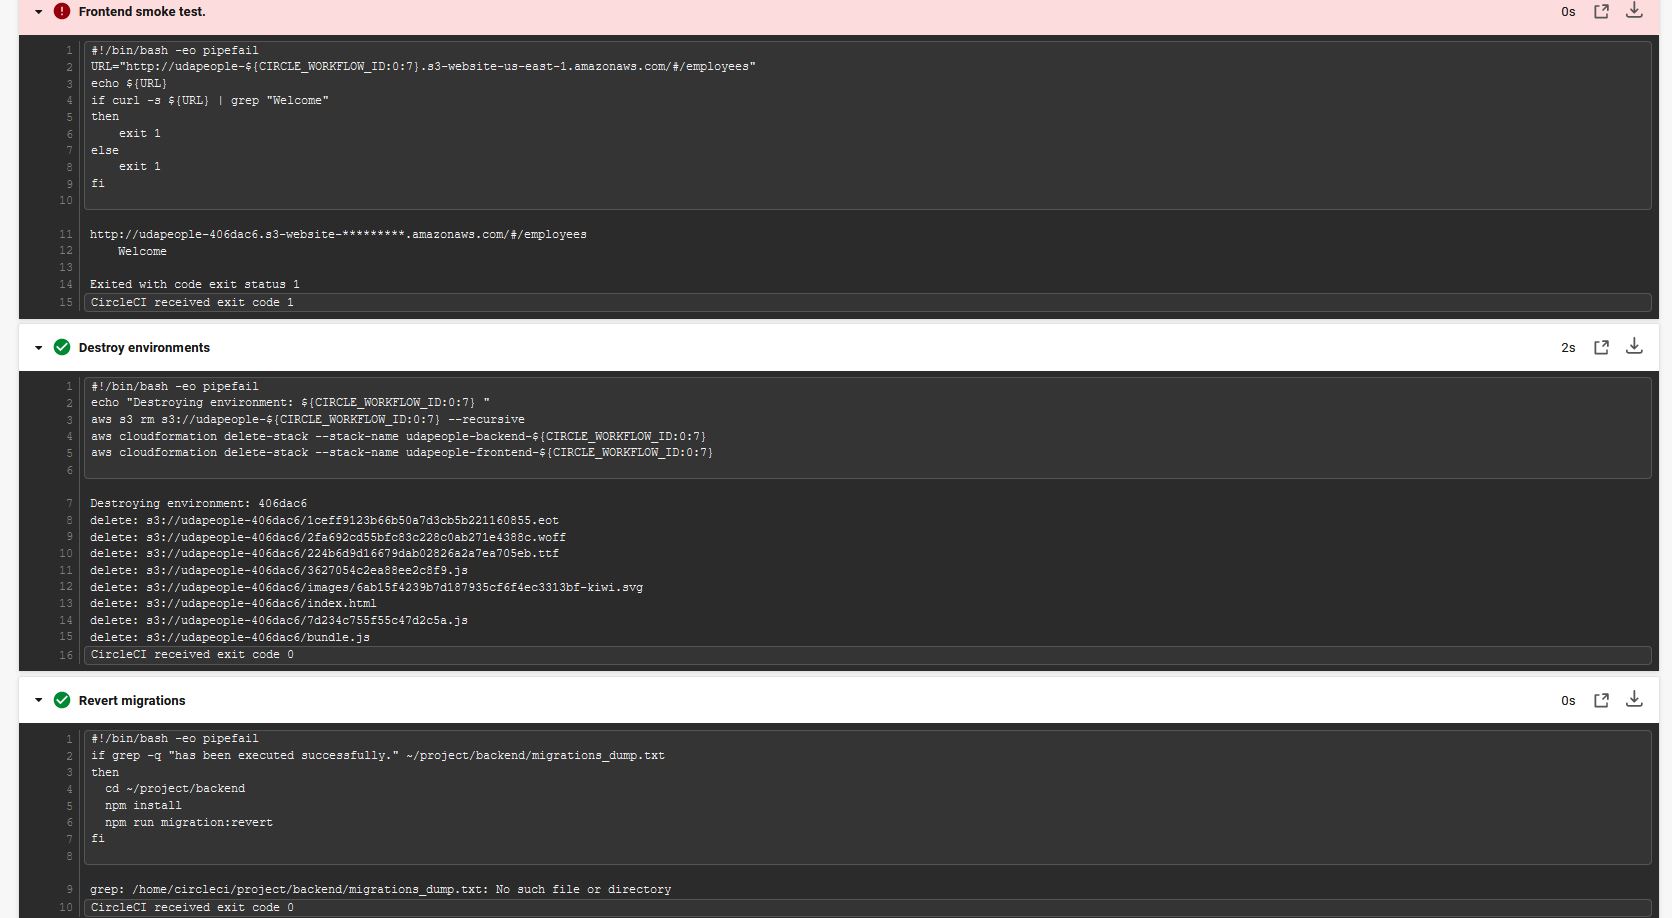 Frontend smoke test.
0s
1 #!/bin/bash -eo pipefail
2 URL="http://udapeople-${CIRCLE_WORKFLOW_ID:0:7}.s3-website-us-east-1.amazonaws.com/#/employees"
3 echo ${URL}
4 if curl -s ${URL} | grep "Welcome"
5 then
6     exit 1
7 else
8     exit 1
9 fi
10
11 http://udapeople-406dac6.s3-website-*********.amazonaws.com/#/employees
12     Welcome
13
14 Exited with code exit status 1
15 CircleCI received exit code 1
Destroy environments
2s
1 #!/bin/bash -eo pipefail
2 echo "Destroying environment: ${CIRCLE_WORKFLOW_ID:0:7} "
3 aws s3 rm s3://udapeople-${CIRCLE_WORKFLOW_ID:0:7} --recursive
4 aws cloudformation delete-stack --stack-name udapeople-backend-${CIRCLE_WORKFLOW_ID:0:7}
5 aws cloudformation delete-stack --stack-name udapeople-frontend-${CIRCLE_WORKFLOW_ID:0:7}
6
7 Destroying environment: 406dac6
8 delete: s3://udapeople-406dac6/1ceff9123b66b50a7d3cb5b221160855.eot
9 delete: s3://udapeople-406dac6/2fa692cd55bfc83c228c0ab271e4388c.woff
10 delete: s3://udapeople-406dac6/224b6d9d16679dab02826a2a7ea705eb.ttf
11 delete: s3://udapeople-406dac6/3627054c2ea88ee2c8f9.js
12 delete: s3://udapeople-406dac6/images/6ab15f4239b7d187935cf6f4ec3313bf-kiwi.svg
13 delete: s3://udapeople-406dac6/index.html
14 delete: s3://udapeople-406dac6/7d234c755f55c47d2c5a.js
15 delete: s3://udapeople-406dac6/bundle.js
16 CircleCI received exit code 0
Revert migrations
0s
1 #!/bin/bash -eo pipefail
2 if grep -q "has been executed successfully." ~/project/backend/migrations_dump.txt
3 then
4   cd ~/project/backend
5   npm install
6   npm run migration:revert
7 fi
8
9 grep: /home/circleci/project/backend/migrations_dump.txt: No such file or directory
10 CircleCI received exit code 0